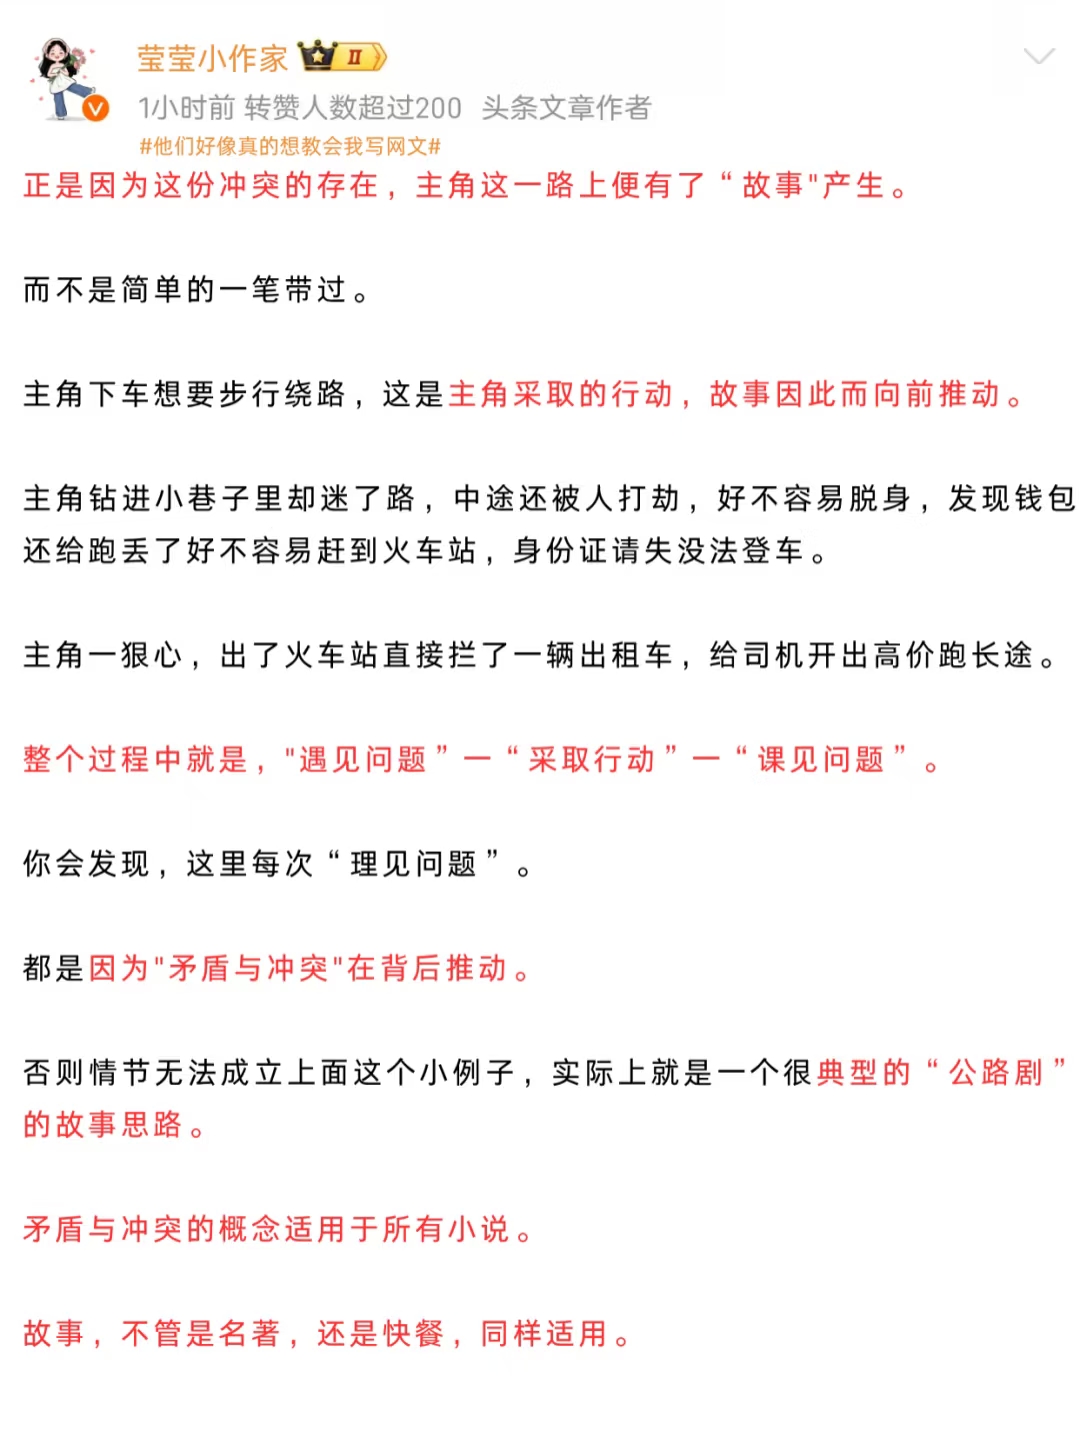 莹莹小作家 II
1小时前 转赞人数超过200 头条文章作者
#他们好像真的想教会我写网文#
正是因为这份冲突的存在，主角这一路上便有了“故事"产生。
而不是简单的一笔带过。
主角下车想要步行绕路，这是主角采取的行动，故事因此而向前推动。
主角钻进小巷子里却迷了路，中途还被人打劫，好不容易脱身，发现钱包
还给跑丢了好不容易赶到火车站，身份证请失没法登车。
主角一狠心，出了火车站直接拦了一辆出租车，给司机开出高价跑长途。
整个过程中就是，"遇见问题”一“采取行动”一“课见问题”。
你会发现，这里每次“理见问题”。
都是因为"矛盾与冲突"在背后推动。
否则情节无法成立上面这个小例子，实际上就是一个很典型的“公路剧”
的故事思路。
矛盾与冲突的概念适用于所有小说。
故事，不管是名著，还是快餐，同样适用。